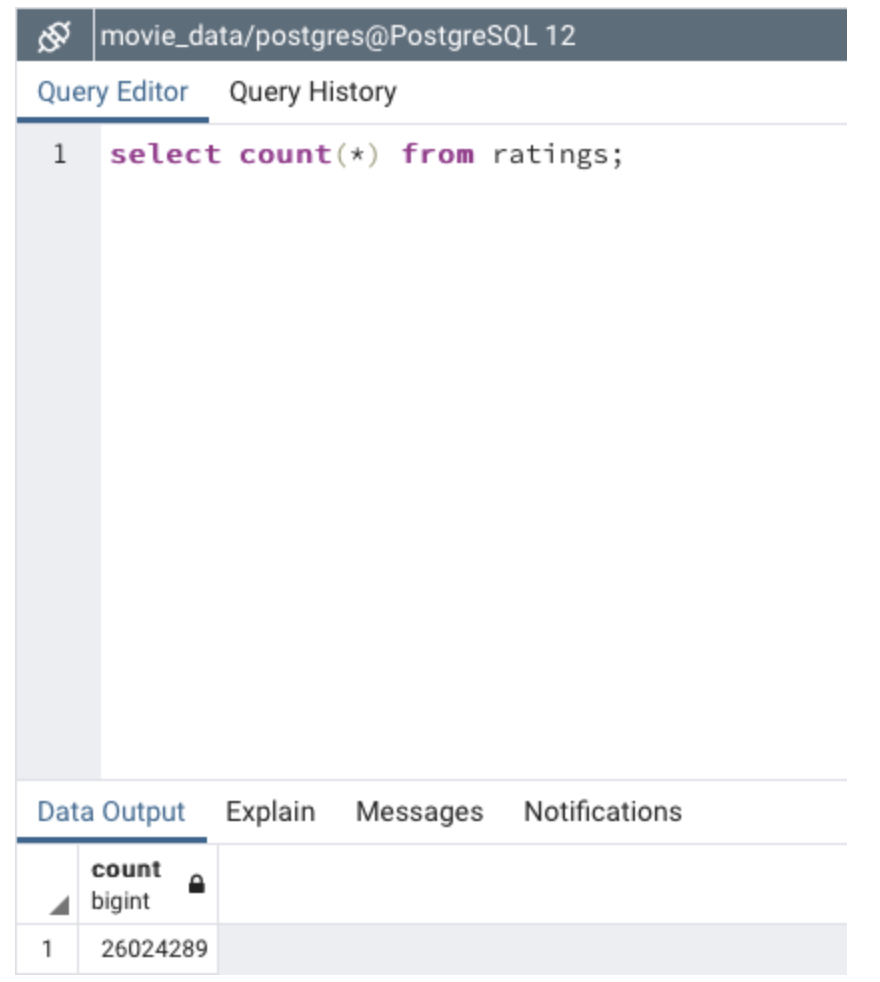 movie_data/postgres@PostgreSQL 12
Query Editor Query History
1 select count(*) from ratings;
Data Output Explain Messages Notifications
count
bigint
1 26024289